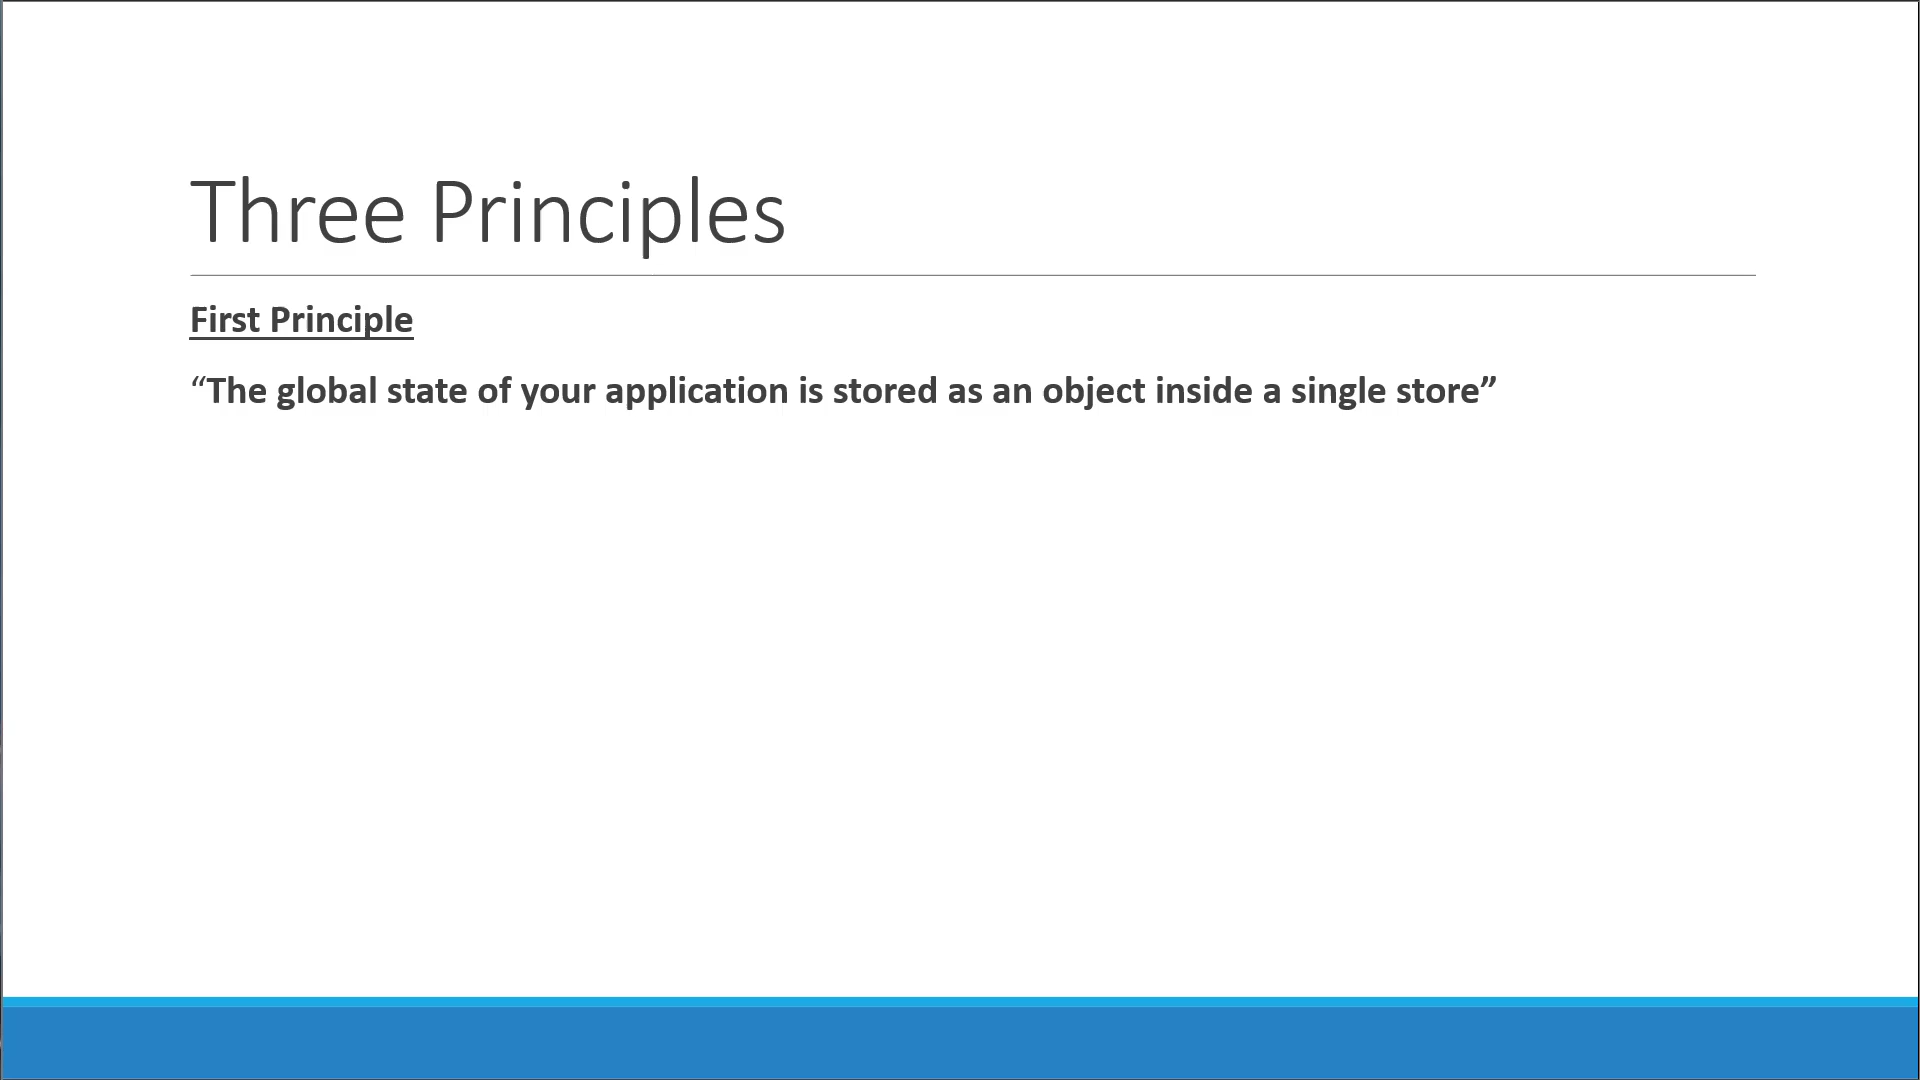 Three Principles
First Principle
“The global state of your application is stored as an object inside a single store”